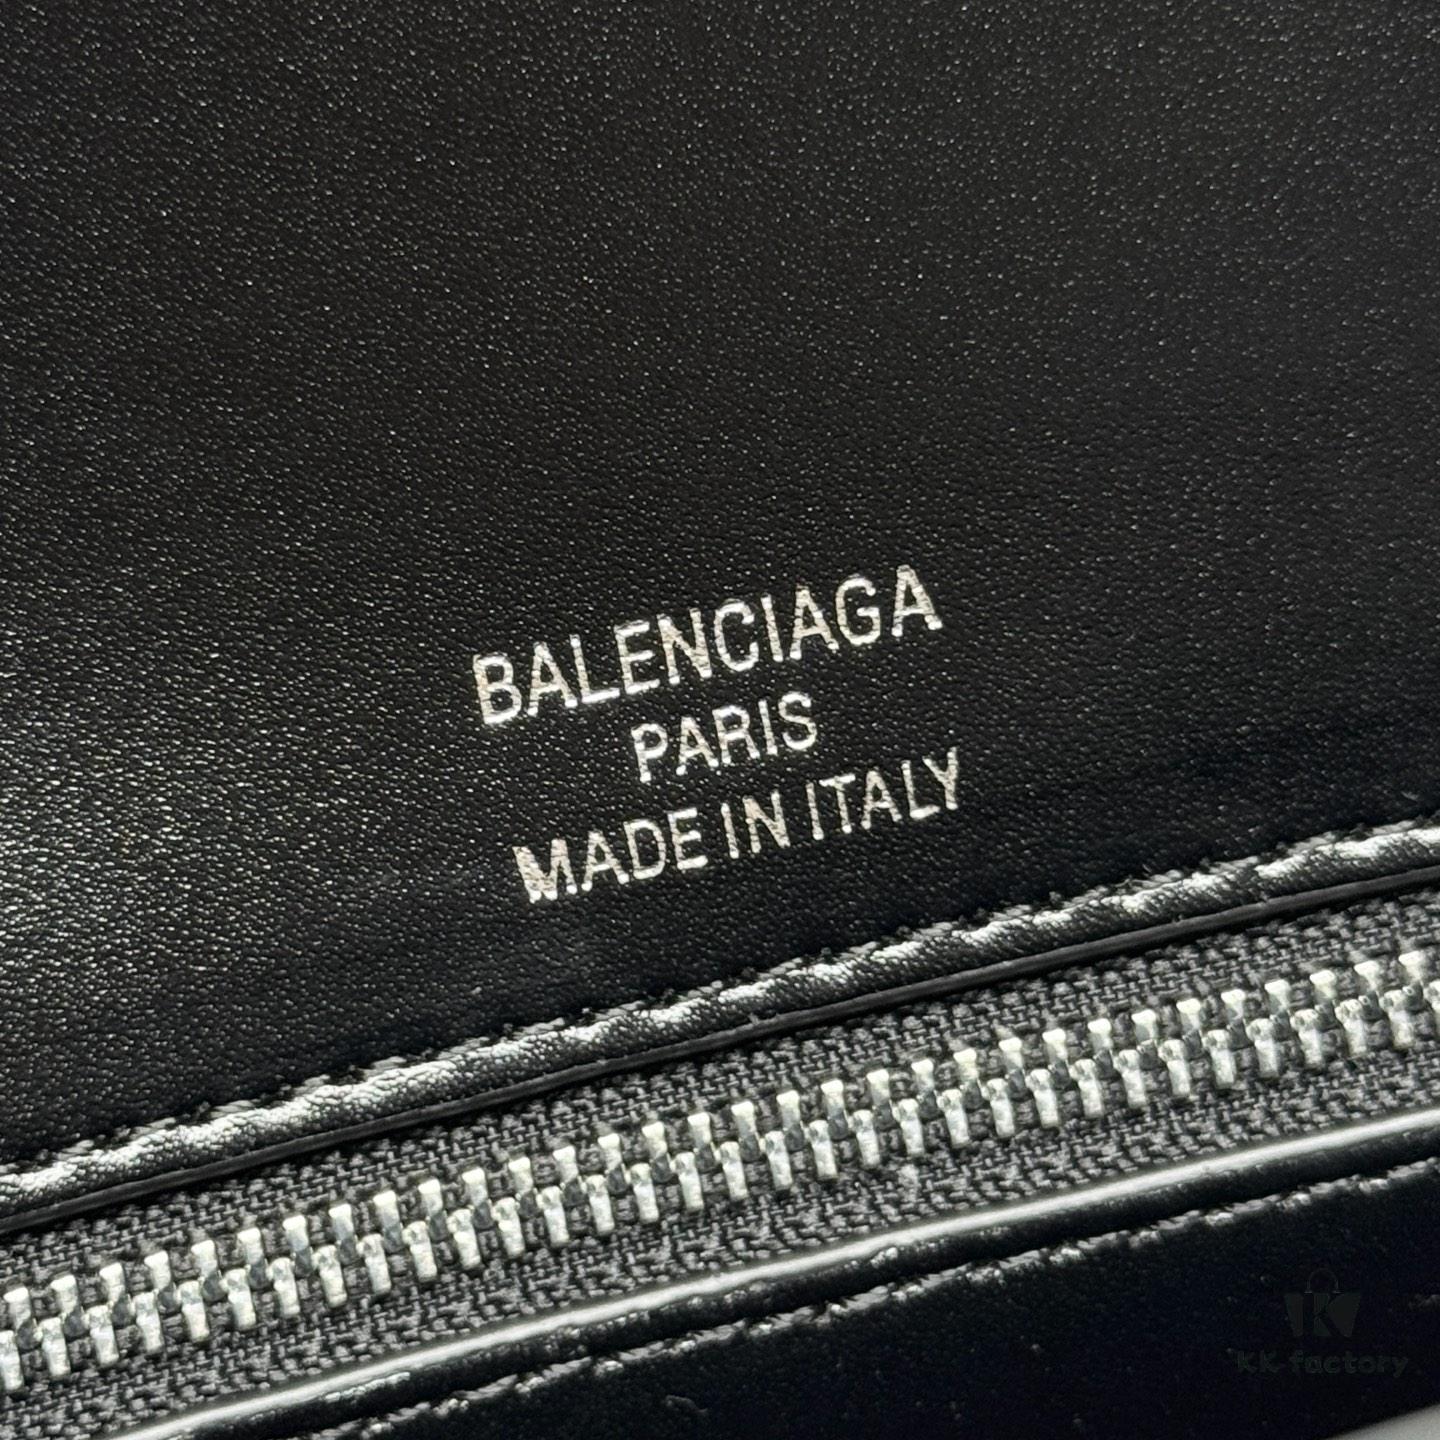 BALENCIAGA
PARIS
MADE IN ITALY
K
KK factory